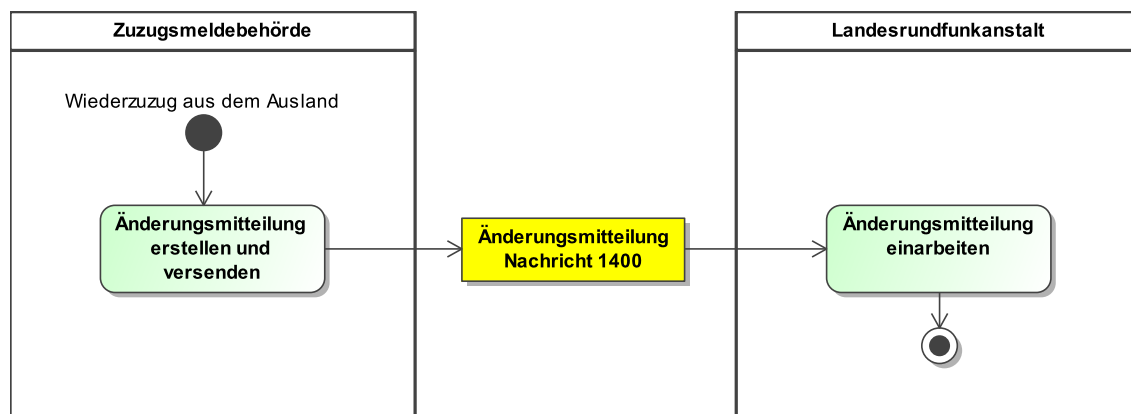 Zuzugsmeldebehörde
Landesrundfunkanstalt
Wiederzuzug aus dem Ausland
Änderungsmitteilung
erstellen und
versenden
Änderungsmitteilung
Nachricht 1400
Änderungsmitteilung
einarbeiten